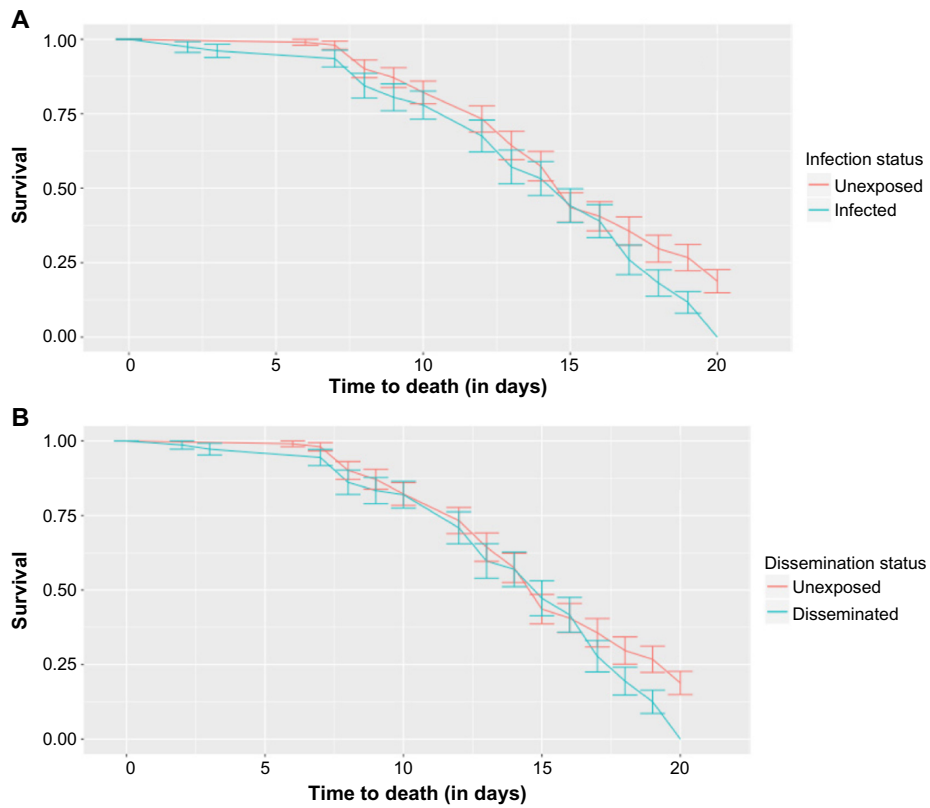 A
1.00
0.75
0.50
0.25
0.00
Survival
0 5 10 15 20
Time to death (in days)
Infection status
Unexposed
Infected
B
1.00
0.75
0.50
0.25
0.00
Survival
0 5 10 15 20
Time to death (in days)
Dissemination status
Unexposed
Disseminated